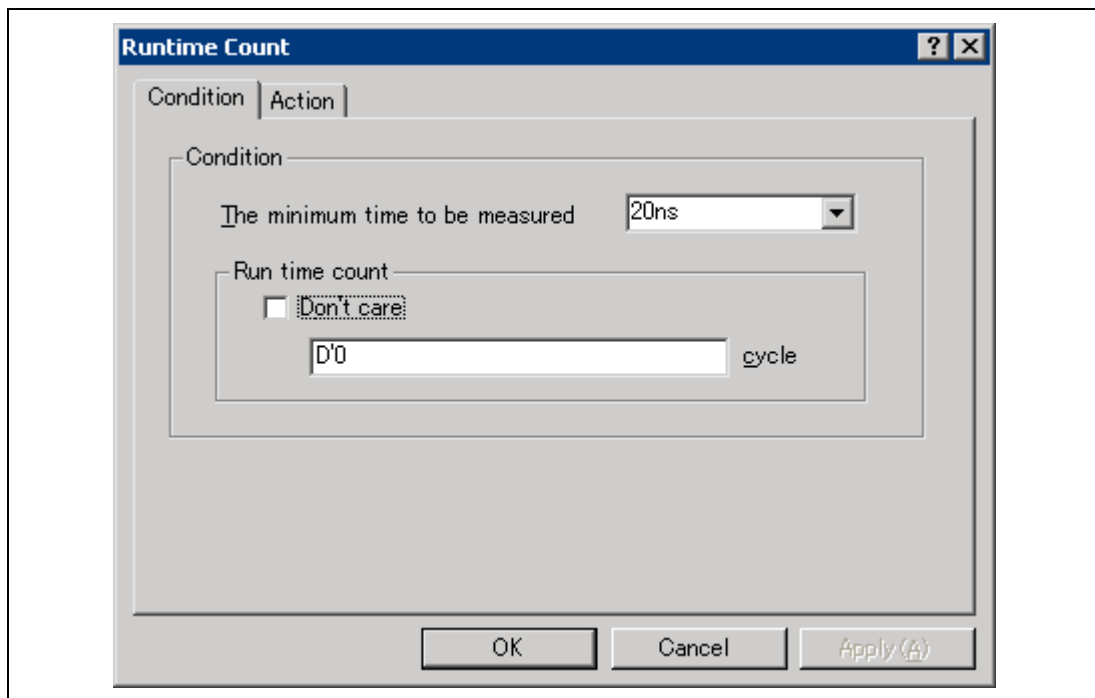 Runtime Count
Condition Action
Condition
The minimum time to be measured 20ns
Run time count
Don't care
D'0 cycle
OK Cancel Apply(A)